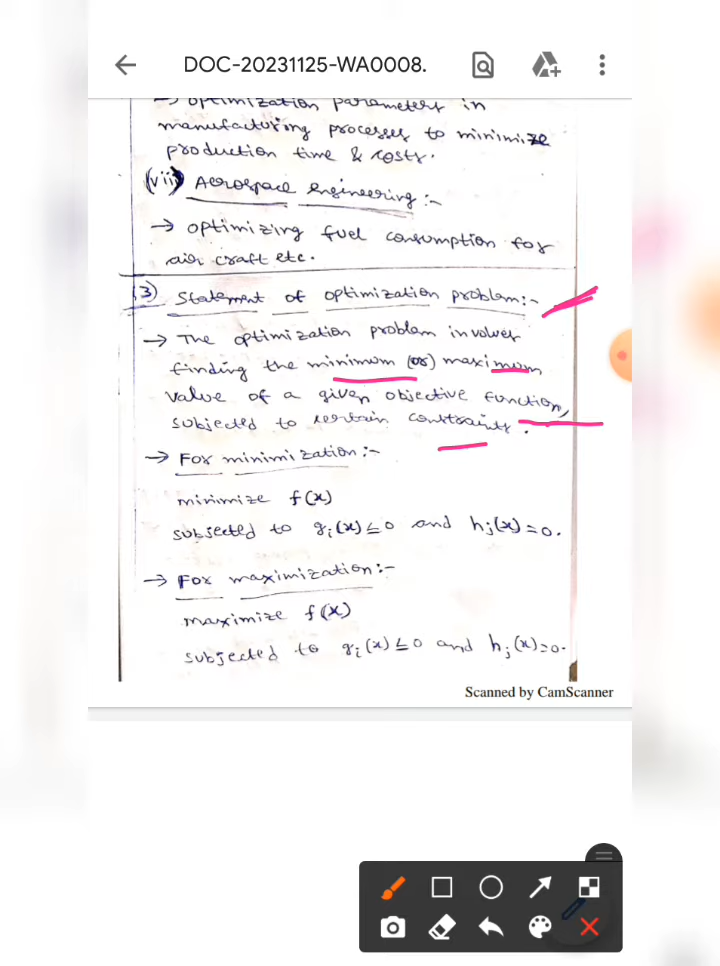 DOC-20231125-WA0008.
→ optimization parameters in
manufacturing processes to minimize
production time & costs.
(viii) Aerospace engineering :-
→ optimizing fuel consumption for
air craft etc.
(3) Statement of optimization problem:-
→ The optimization problem involves
finding the minimum (or) maximum
value of a given objective function,
subjected to certain constraints.
→ For minimization :-
minimize f(x)
subjected to gi(x) ≤ 0 and hj(x) = 0.
→ For maximization :-
maximize f(x)
subjected to gi(x) ≤ 0 and hj(x) = 0.
Scanned by CamScanner